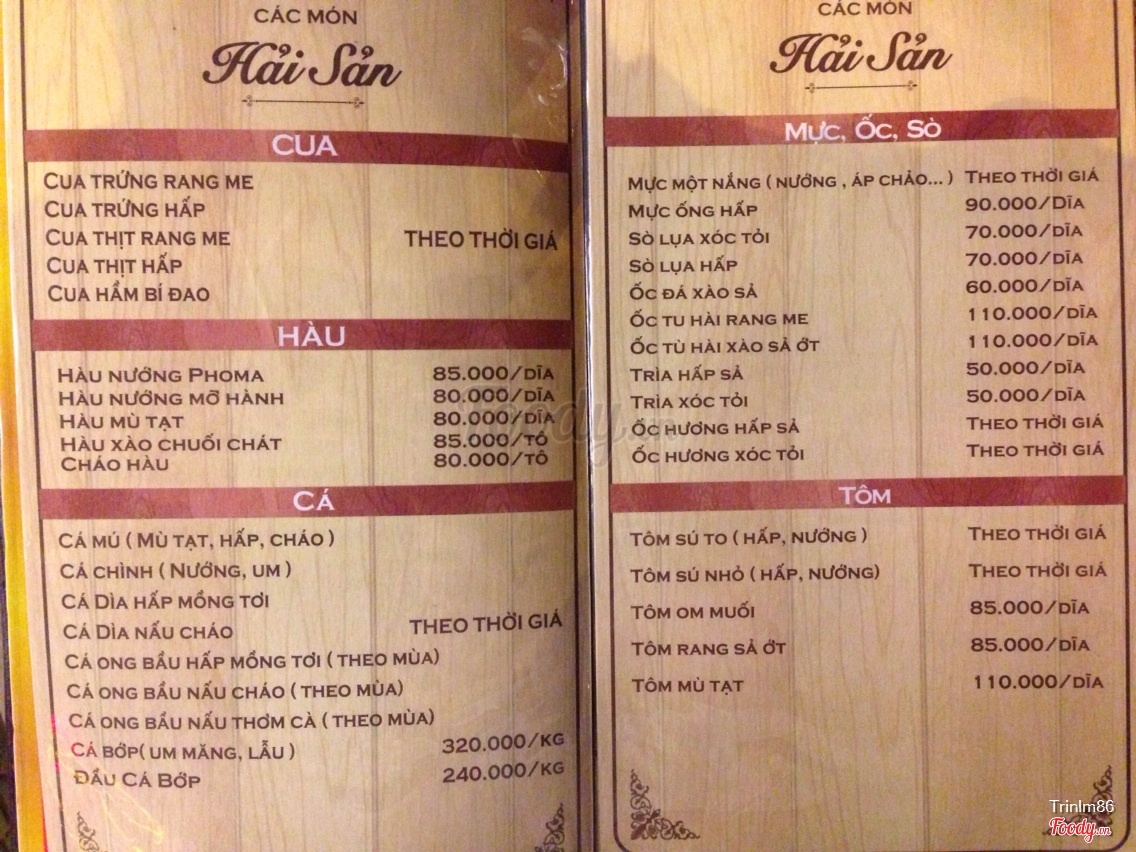 CÁC MÓN
Hải Sản
CUA
CUA TRỨNG RANG ME
CUA TRỨNG HẤP
CUA THỊT RANG ME THEO THỜI GIÁ
CUA THỊT HẤP
CUA HẦM BÍ ĐAO
HÀU
HÀU NƯỚNG PHOMA 85.000/DĨA
HÀU NƯỚNG MỠ HÀNH 80.000/DĨA
HÀU MÙ TẠT 80.000/DĨA
HÀU XÀO CHUỐI CHÁT 85.000/TÔ
CHÁO HÀU 80.000/TÔ
CÁ
CÁ MÚ ( MÙ TẠT, HẤP, CHÁO )
CÁ CHÌNH ( NƯỚNG, UM )
CÁ DÌA HẤP MỒNG TƠI
CÁ DÌA NẤU CHÁO THEO THỜI GIÁ
CÁ ONG BẦU HẤP MỒNG TƠI ( THEO MÙA)
CÁ ONG BẦU NẤU CHÁO ( THEO MÙA)
CÁ ONG BẦU NẤU THƠM CÀ ( THEO MÙA)
CÁ BỚP( UM MĂNG, LẨU ) 320.000/KG
ĐẦU CÁ BỚP 240.000/KG
CÁC MÓN
Hải Sản
MỰC, ỐC, SÒ
MỰC MỘT NẮNG ( NƯỚNG , ÁP CHẢO... ) THEO THỜI GIÁ
MỰC ỐNG HẤP 90.000/DĨA
SÒ LỤA XÓC TỎI 70.000/DĨA
SÒ LỤA HẤP 70.000/DĨA
ỐC ĐÁ XÀO SẢ 60.000/DĨA
ỐC TU HÀI RANG ME 110.000/DĨA
ỐC TÙ HÀI XÀO SẢ ỚT 110.000/DĨA
TRÌA HẤP SẢ 50.000/DĨA
TRÌA XÓC TỎI 50.000/DĨA
ỐC HƯƠNG HẤP SẢ THEO THỜI GIÁ
ỐC HƯƠNG XÓC TỎI THEO THỜI GIÁ
TÔM
TÔM SÚ TO ( HẤP, NƯỚNG ) THEO THỜI GIÁ
TÔM SÚ NHỎ ( HẤP, NƯỚNG) THEO THỜI GIÁ
TÔM OM MUỐI 85.000/DĨA
TÔM RANG SẢ ỚT 85.000/DĨA
TÔM MÙ TẠT 110.000/DĨA
Foody.vn
Trinlm86
Foody.vn